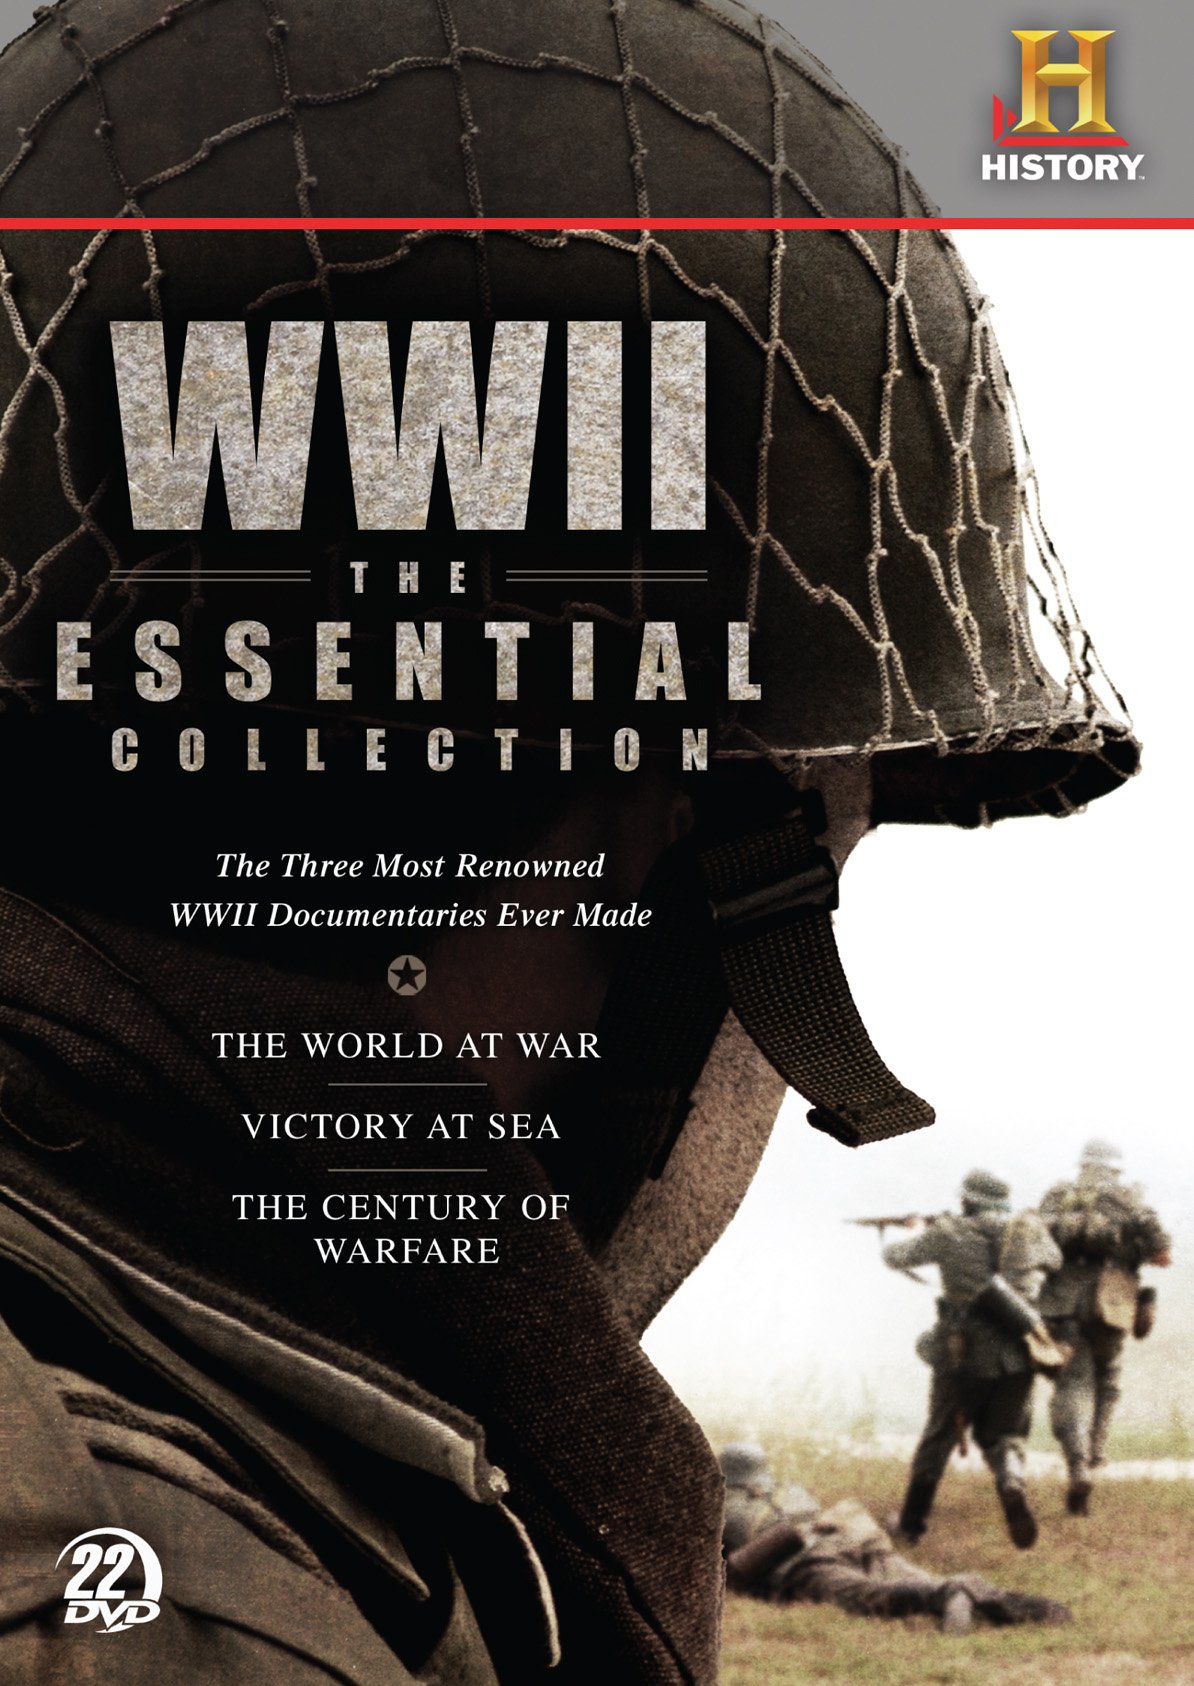 H
HISTORY™
WWII
THE
ESSENTIAL
COLLECTION
The Three Most Renowned
WWII Documentaries Ever Made
THE WORLD AT WAR
VICTORY AT SEA
THE CENTURY OF
WARFARE
22
DVD